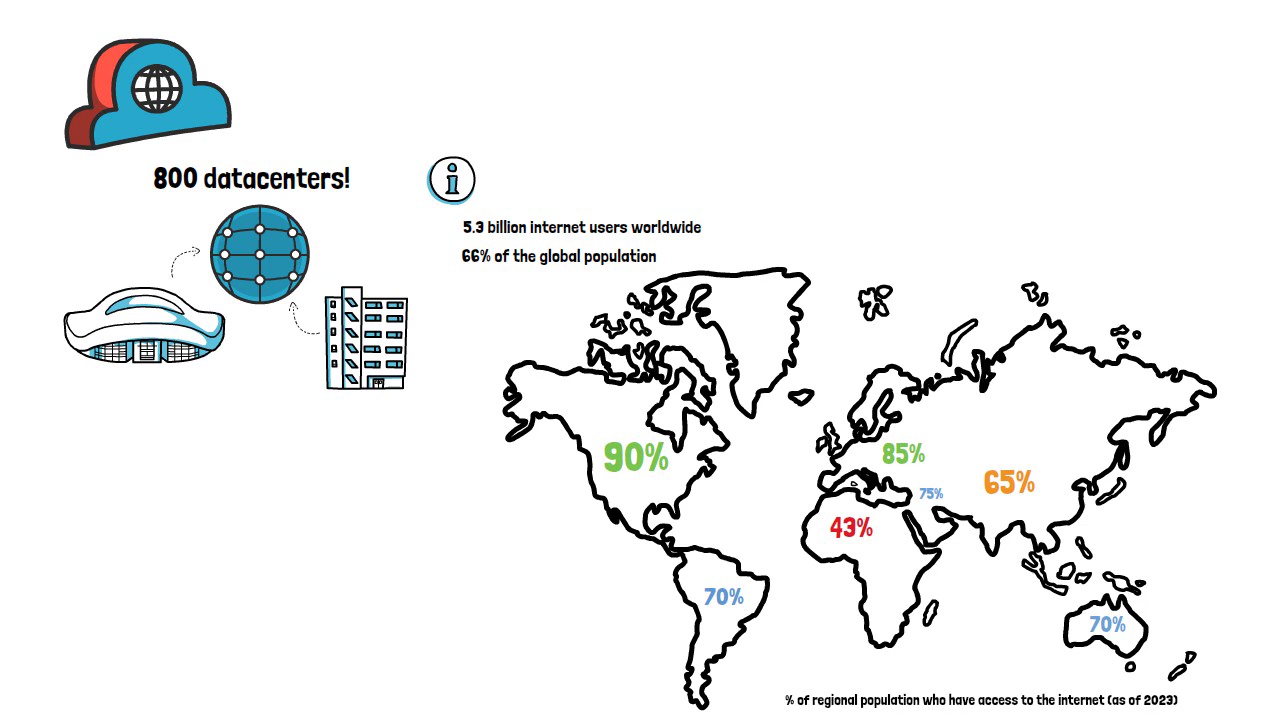 800 datacenters!
5.3 billion internet users worldwide
66% of the global population
90%
85%
65%
75%
43%
70%
70%
% of regional population who have access to the internet (as of 2023)